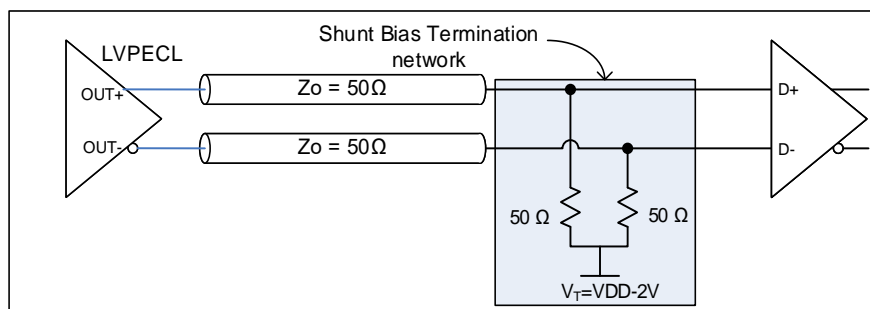 Shunt Bias Termination
network
LVPECL
OUT+
Zo = 50Ω
D+
OUT-
Zo = 50Ω
D-
50 Ω
50 Ω
VT=VDD-2V